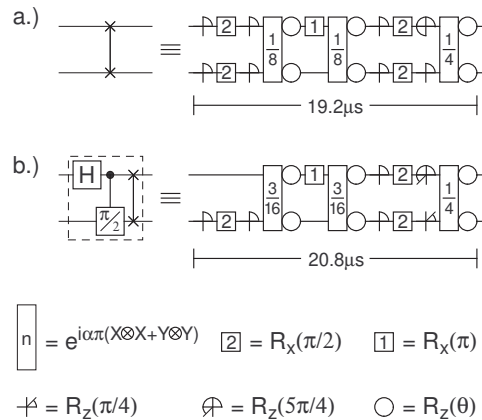 a.)
≡ 2 2 1/8 1 1/8 2 2 1/4
19.2μs
b.)
H π/2 ≡ 2 3/16 1 3/16 2 2 1/4
20.8μs
n = e^{iαπ(X⊗X+Y⊗Y)} 2 = R_x(π/2) 1 = R_x(π)
= R_z(π/4) = R_z(5π/4) = R_z(θ)